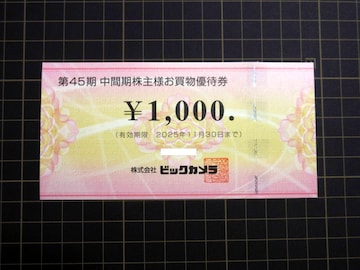 第45期 中間期株主様お買物優待券
¥1,000.
(有効期限 2025年11月30日まで)
株式会社 ビックカメラ